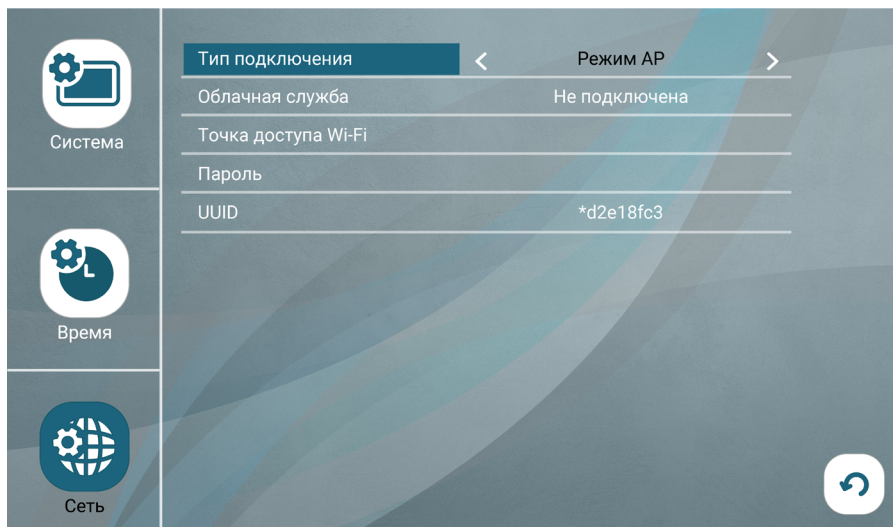 Система
Время
Сеть
Тип подключения Режим AP
Облачная служба Не подключена
Точка доступа Wi-Fi
Пароль
UUID *d2e18fc3